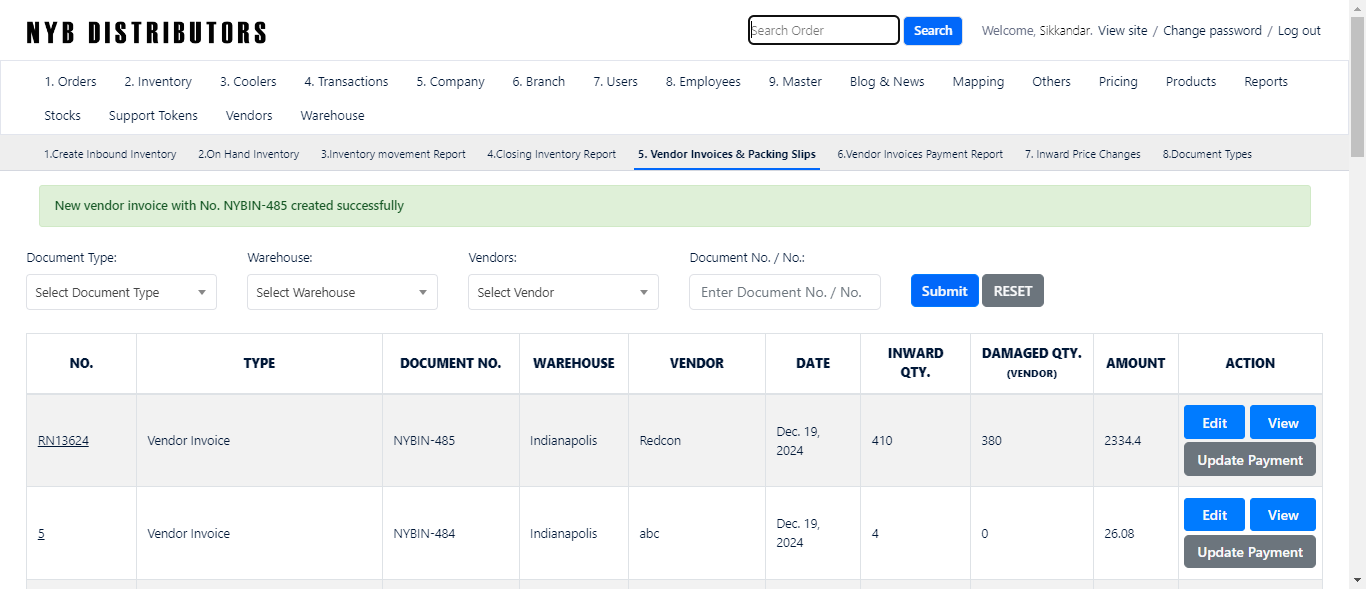 NYB DISTRIBUTORS
Search Order
Search
Welcome, Sikkandar. View site / Change password / Log out
1. Orders 2. Inventory 3. Coolers 4. Transactions 5. Company 6. Branch 7. Users 8. Employees 9. Master Blog & News Mapping Others Pricing Products Reports
Stocks Support Tokens Vendors Warehouse
1.Create Inbound Inventory 2.On Hand Inventory 3.Inventory movement Report 4.Closing Inventory Report 5. Vendor Invoices & Packing Slips 6.Vendor Invoices Payment Report 7. Inward Price Changes 8.Document Types
New vendor invoice with No. NYBIN-485 created successfully
Document Type: Warehouse: Vendors: Document No. / No.:
Select Document Type Select Warehouse Select Vendor Enter Document No. / No. Submit RESET
NO. TYPE DOCUMENT NO. WAREHOUSE VENDOR DATE INWARD QTY. DAMAGED QTY. (VENDOR) AMOUNT ACTION
RN13624 Vendor Invoice NYBIN-485 Indianapolis Redcon Dec. 19, 2024 410 380 2334.4 Edit View
Update Payment
5 Vendor Invoice NYBIN-484 Indianapolis abc Dec. 19, 2024 4 0 26.08 Edit View
Update Payment